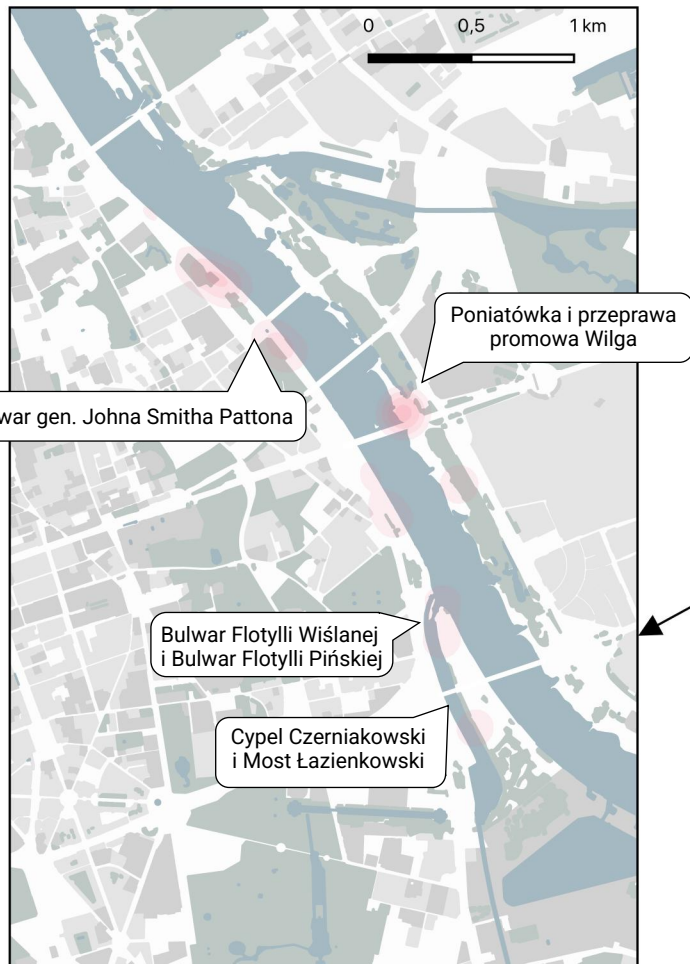 0 0,5 1 km
Poniatówka i przeprawa
promowa Wilga
war gen. Johna Smitha Pattona
Bulwar Flotylli Wiślanej
i Bulwar Flotylli Pińskiej
Cypel Czerniakowski
i Most Łazienkowski